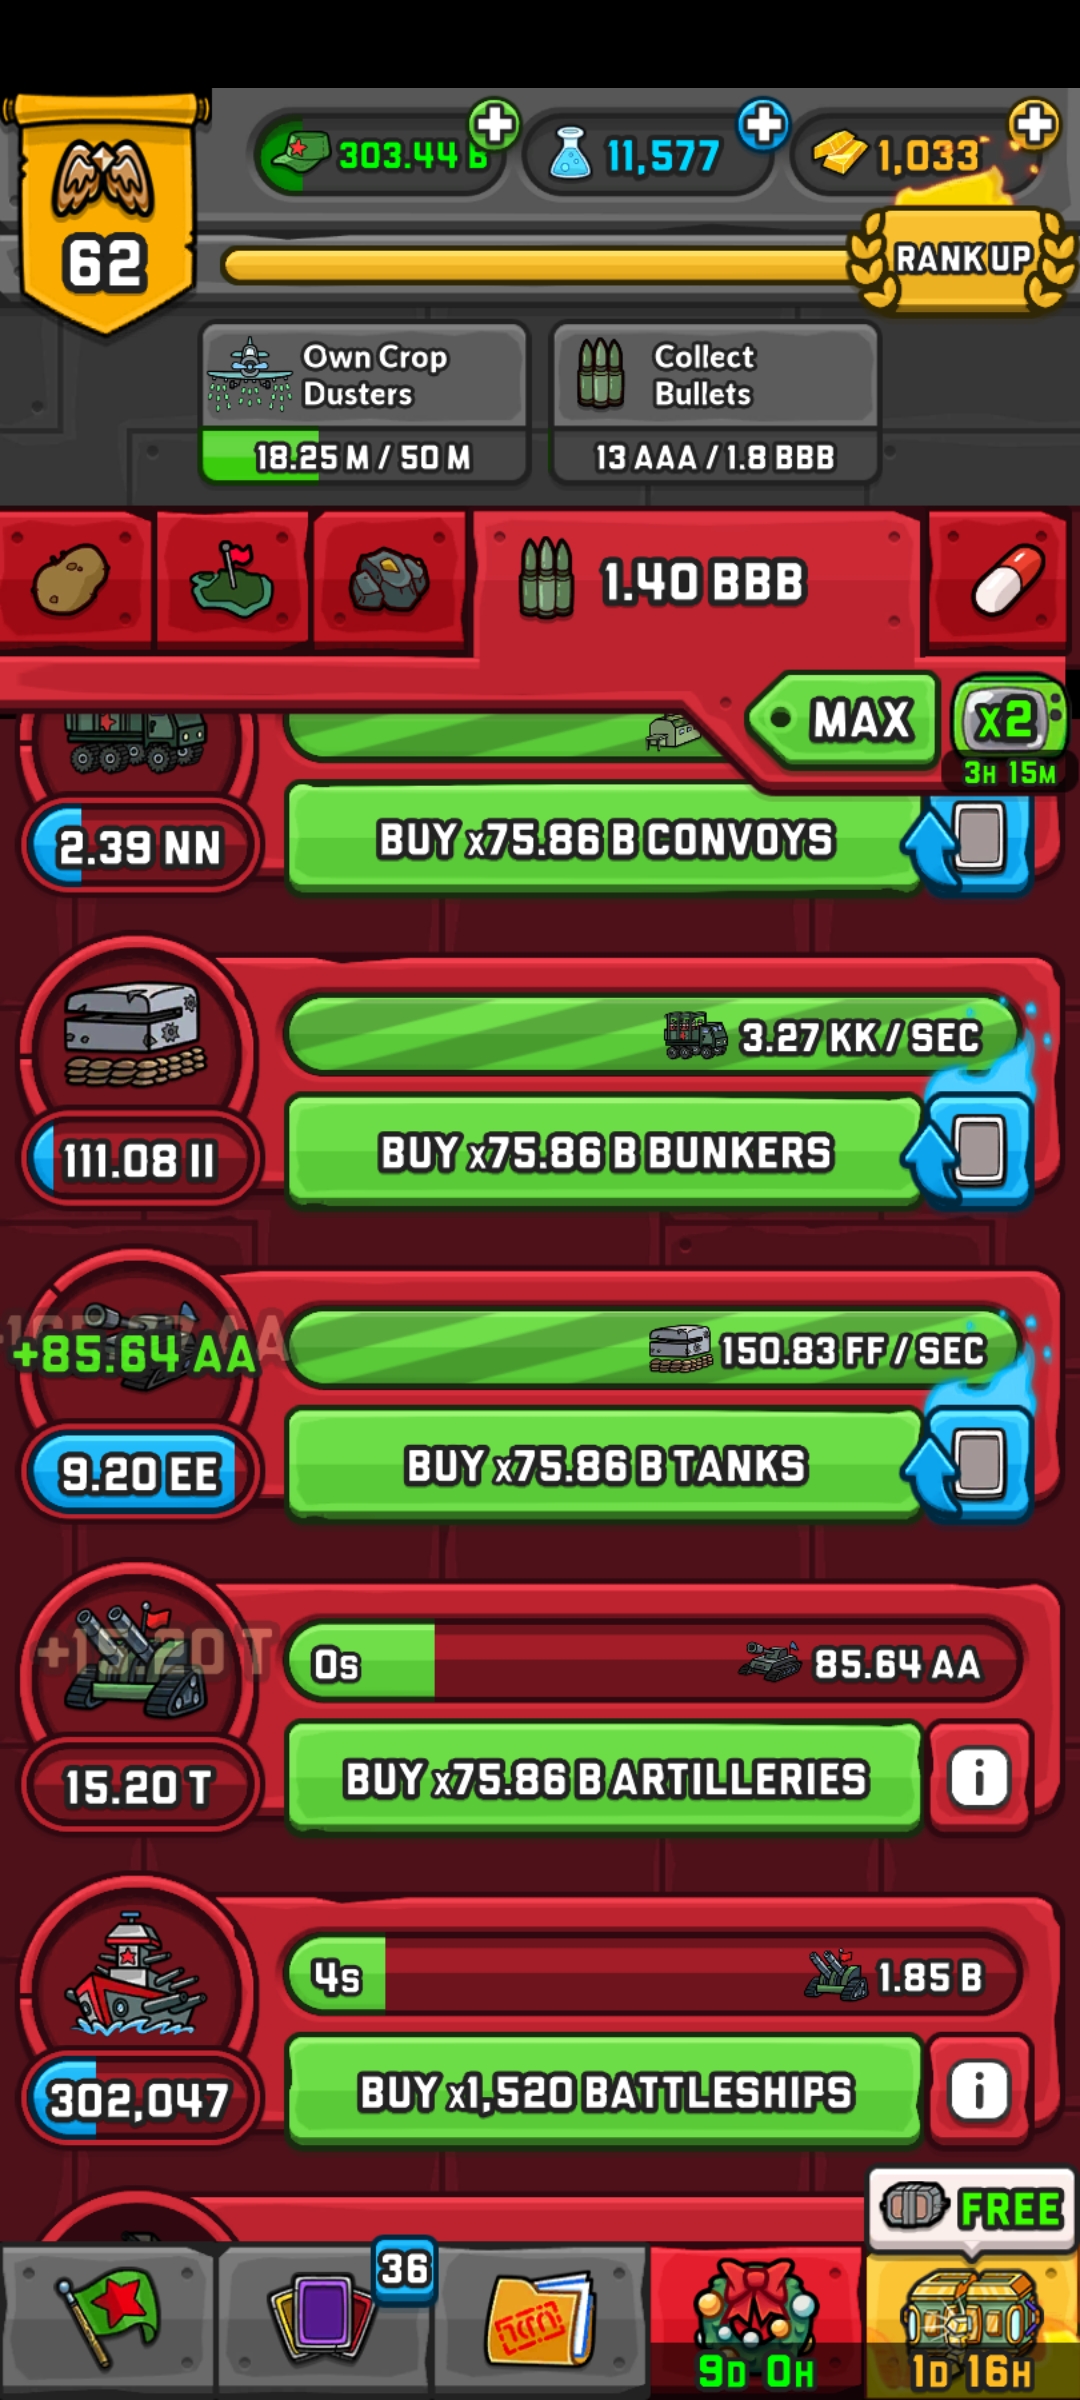 303.44 B
11,577
1,033
62
RANK UP
Own Crop
Dusters
18.25 M / 50 M
Collect
Bullets
13 AAA / 1.8 BBB
1.40 BBB
MAX
x2
3H 15M
2.39 NN
BUY x75.86 B CONVOYS
3.27 KK / SEC
111.08 II
BUY x75.86 B BUNKERS
+85.64 AA
150.83 FF / SEC
9.20 EE
BUY x75.86 B TANKS
+15.20 T
0s
85.64 AA
15.20 T
BUY x75.86 B ARTILLERIES
i
4s
1.85 B
302,047
BUY x1,520 BATTLESHIPS
i
FREE
36
9D 0H
1D 16H